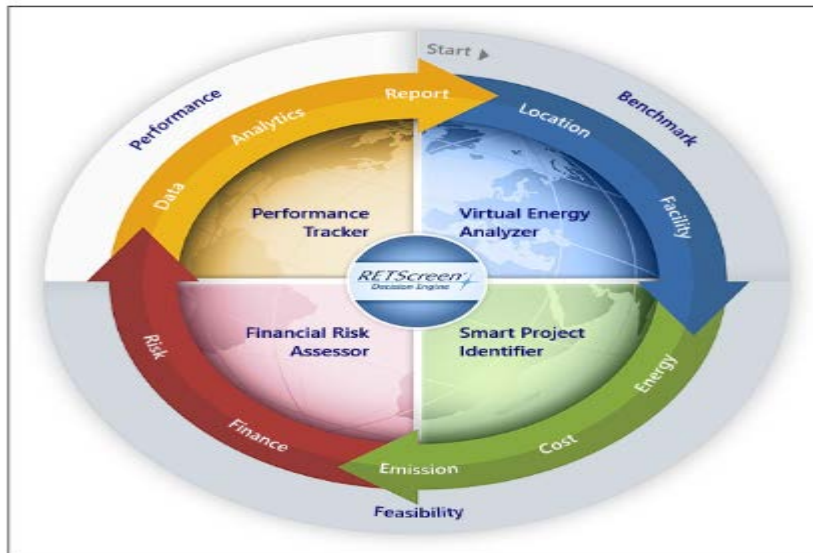 Start
Benchmark
Location
Facility
Virtual Energy
Analyzer
Energy
Cost
Emission
Smart Project
Identifier
Feasibility
Finance
Risk
Financial Risk
Assessor
Performance
Data
Analytics
Report
Performance
Tracker
RETScreen
Decision Engine